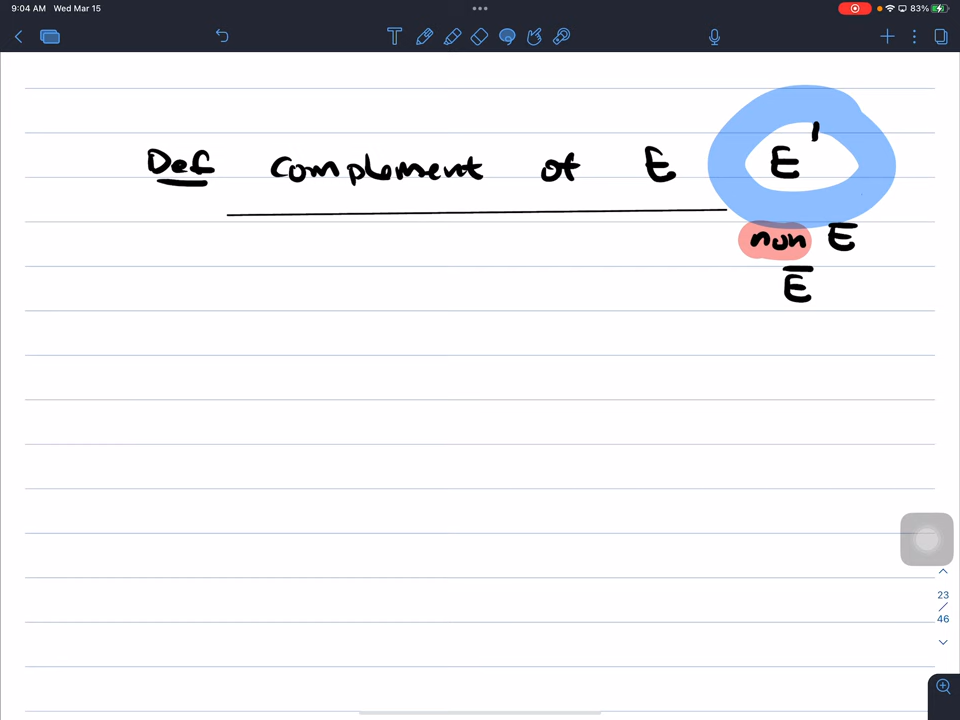 9:04 AM Wed Mar 15
83%
Def Complement of E E'
non E
Ē
23
/
46